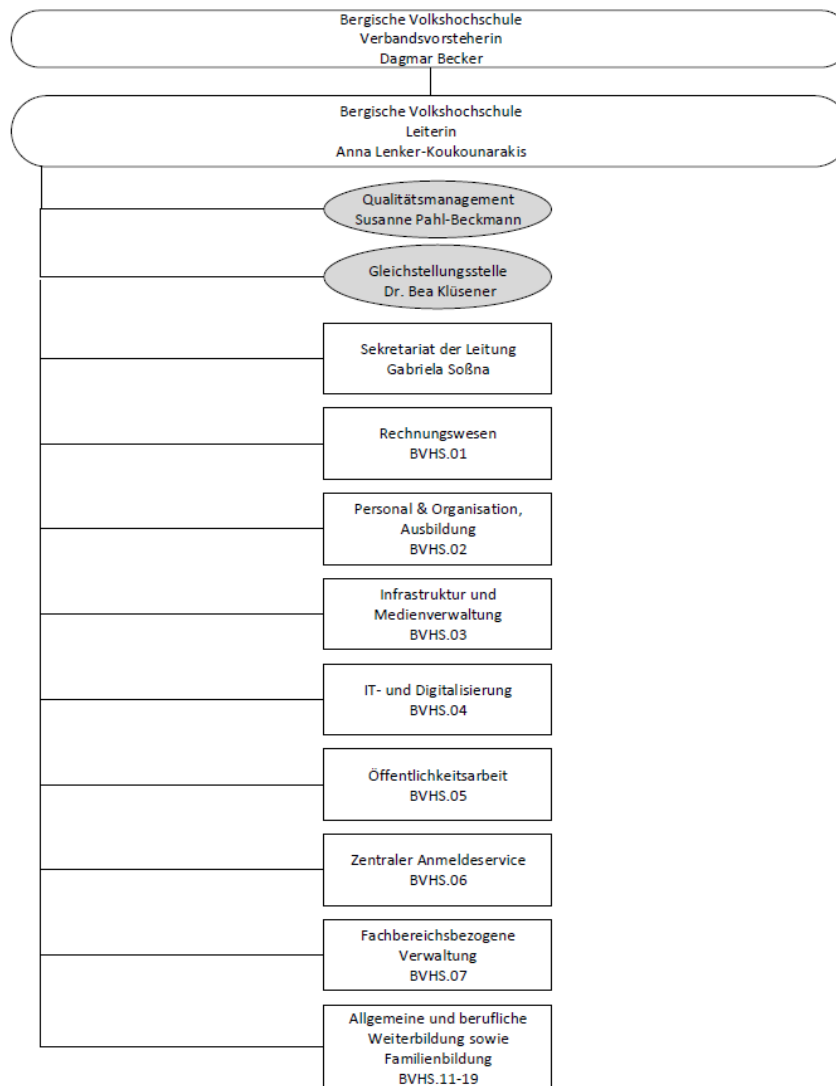 Bergische Volkshochschule
Verbandsvorsteherin
Dagmar Becker
Bergische Volkshochschule
Leiterin
Anna Lenker-Koukounarakis
Qualitätsmanagement
Susanne Pahl-Beckmann
Gleichstellungsstelle
Dr. Bea Klüsener
Sekretariat der Leitung
Gabriela Soßna
Rechnungswesen
BVHS.01
Personal & Organisation,
Ausbildung
BVHS.02
Infrastruktur und
Medienverwaltung
BVHS.03
IT- und Digitalisierung
BVHS.04
Öffentlichkeitsarbeit
BVHS.05
Zentraler Anmeldeservice
BVHS.06
Fachbereichsbezogene
Verwaltung
BVHS.07
Allgemeine und berufliche
Weiterbildung sowie
Familienbildung
BVHS.11-19